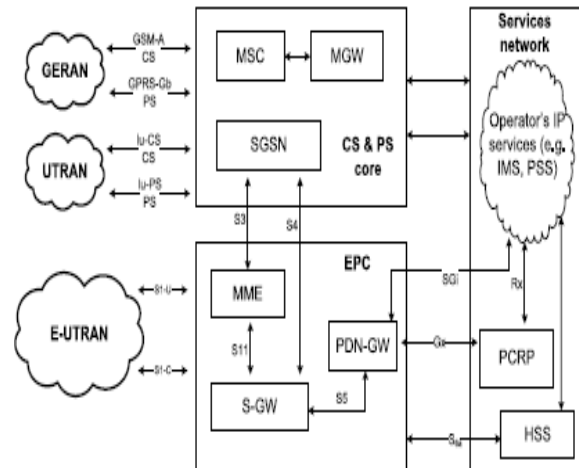 GERAN
GSM-A
CS
GPRS-Gb
PS
UTRAN
Iu-CS
CS
Iu-PS
PS
MSC
MGW
SGSN
CS & PS
core
Services
network
Operator's IP
services (e.g.
IMS, PSS)
S3
S4
E-UTRAN
S1-U
S1-C
EPC
MME
S11
S-GW
S5
PDN-GW
SGi
Rx
Gx
PCRP
HSS